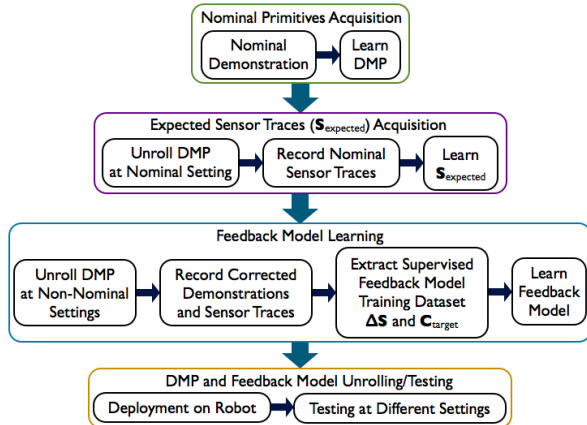 Nominal Primitives Acquisition
Nominal
Demonstration
Learn
DMP
Expected Sensor Traces (Sexpected) Acquisition
Unroll DMP
at Nominal Setting
Record Nominal
Sensor Traces
Learn
Sexpected
Feedback Model Learning
Unroll DMP
at Non-Nominal
Settings
Record Corrected
Demonstrations
and Sensor Traces
Extract Supervised
Feedback Model
Training Dataset
ΔS and Ctarget
Learn
Feedback
Model
DMP and Feedback Model Unrolling/Testing
Deployment on Robot
Testing at Different Settings